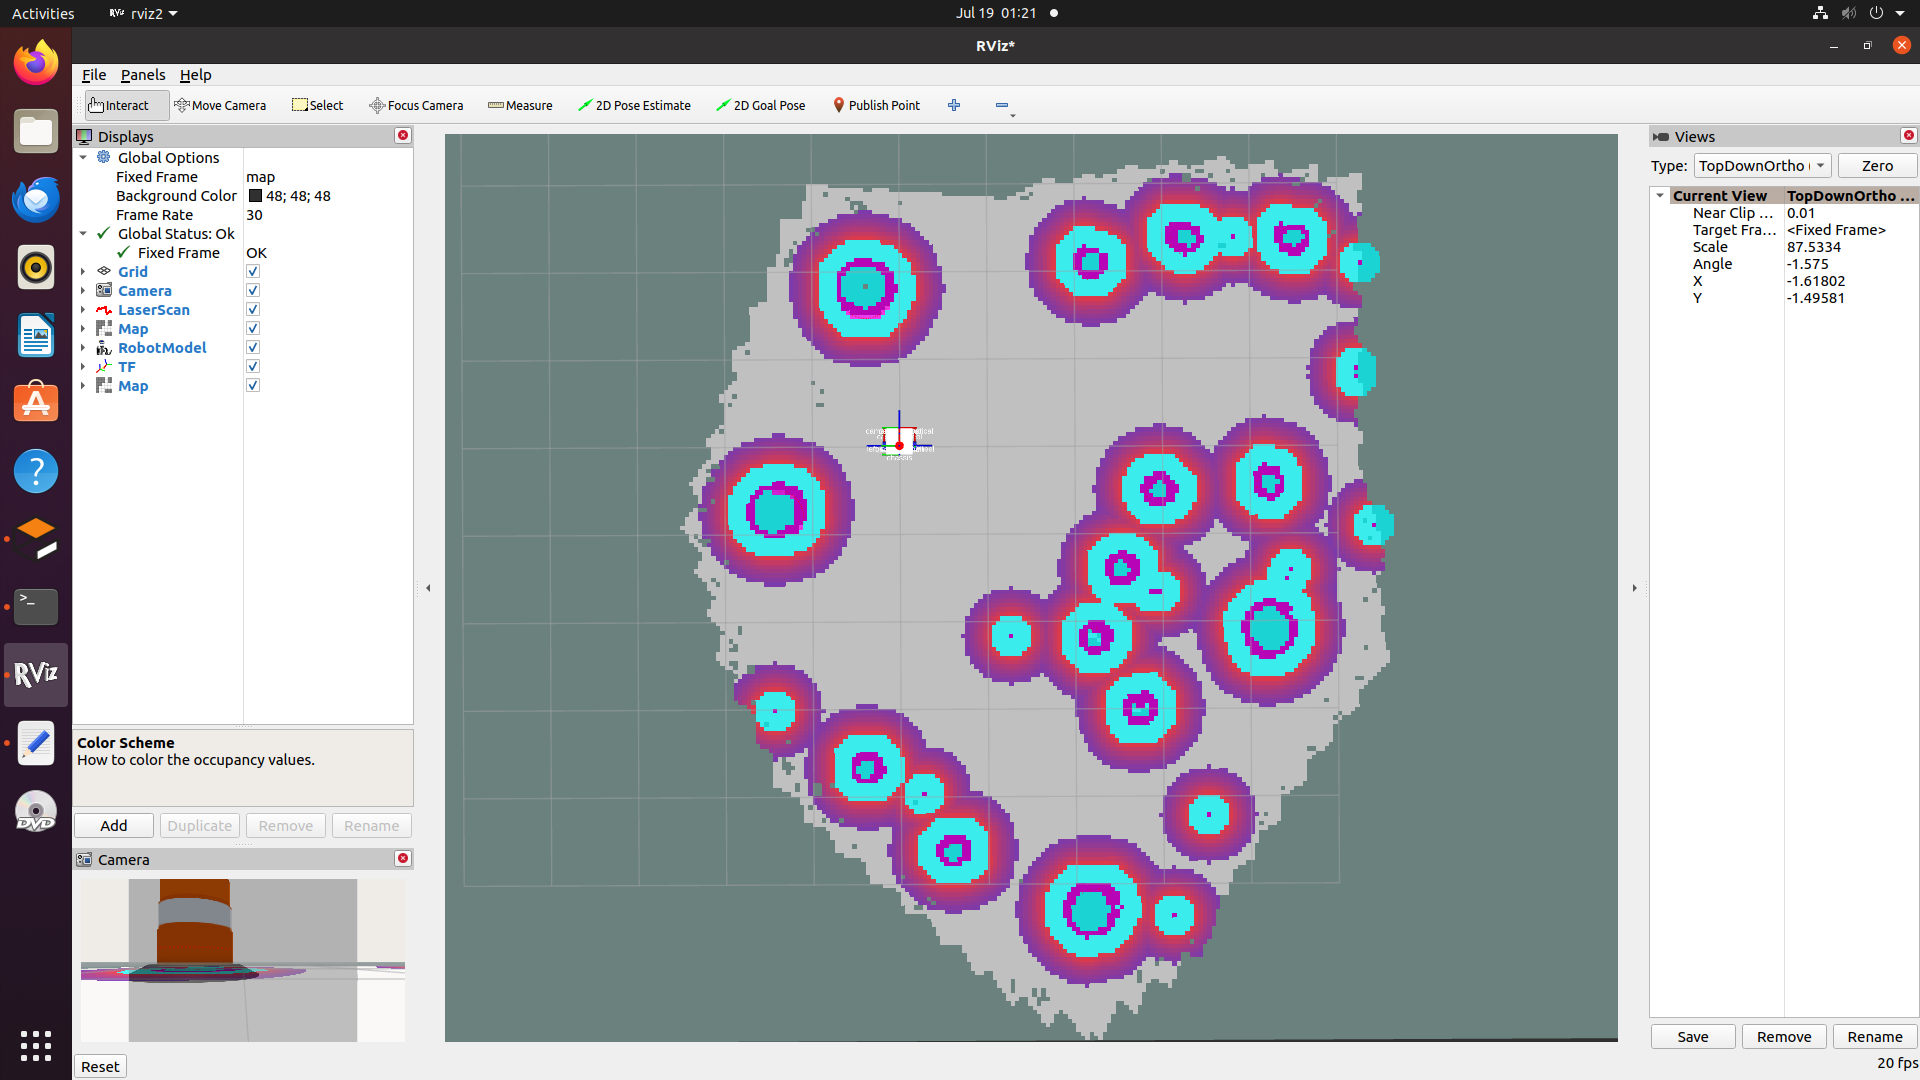 Activities
rviz2
Jul 19 01:21
RViz*
File Panels Help
Interact Move Camera Select Focus Camera Measure 2D Pose Estimate 2D Goal Pose Publish Point
Displays
Global Options
Fixed Frame map
Background Color 48; 48; 48
Frame Rate 30
Global Status: Ok
Fixed Frame OK
Grid
Camera
LaserScan
Map
RobotModel
TF
Map
Color Scheme
How to color the occupancy values.
Add Duplicate Remove Rename
Camera
Reset
Views
Type: TopDownOrtho Zero
Current View TopDownOrtho ...
Near Clip ... 0.01
Target Fra... <Fixed Frame>
Scale 87.5334
Angle -1.575
X -1.61802
Y -1.49581
Save Remove Rename
20 fps
RViz
DVD